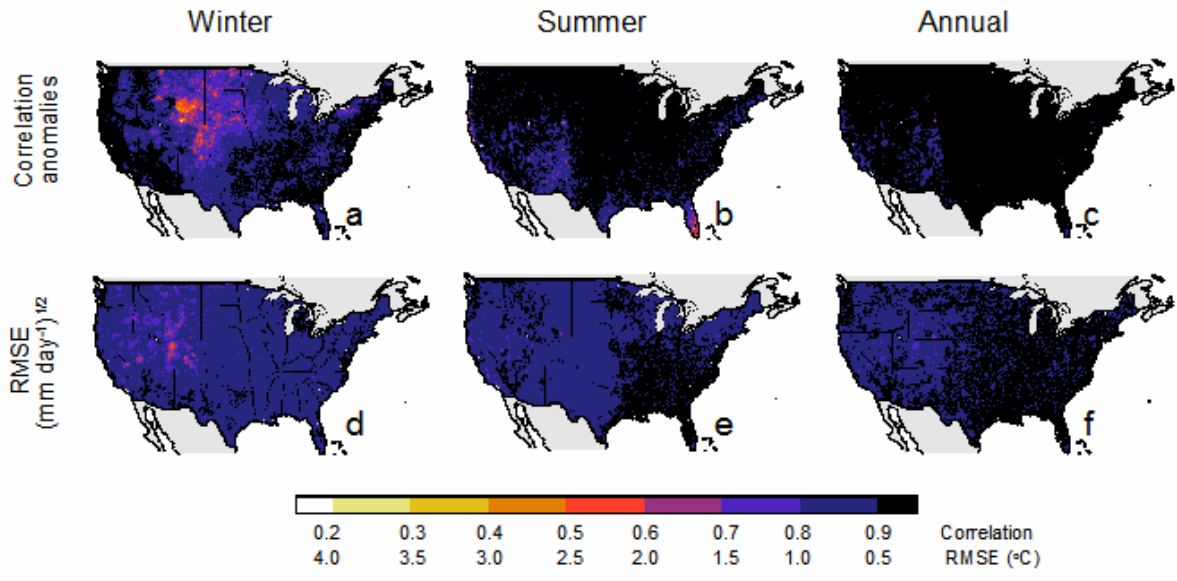 Winter Summer Annual
Correlation
anomalies
a b c
RMSE
(mm day⁻¹)¹/²
d e f
0.2 0.3 0.4 0.5 0.6 0.7 0.8 0.9 Correlation
4.0 3.5 3.0 2.5 2.0 1.5 1.0 0.5 RMSE (°C)